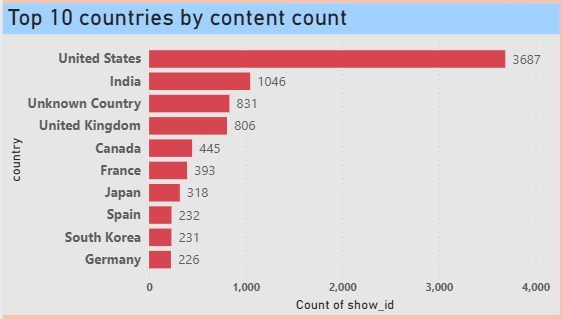 Top 10 countries by content count
country
United States 3687
India 1046
Unknown Country 831
United Kingdom 806
Canada 445
France 393
Japan 318
Spain 232
South Korea 231
Germany 226
0 1,000 2,000 3,000 4,000
Count of show_id